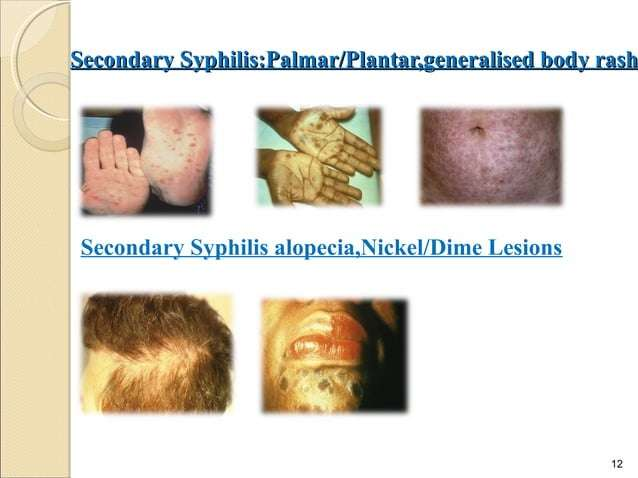 Secondary Syphilis:Palmar/Plantar,generalised body rash
Secondary Syphilis alopecia,Nickel/Dime Lesions
12